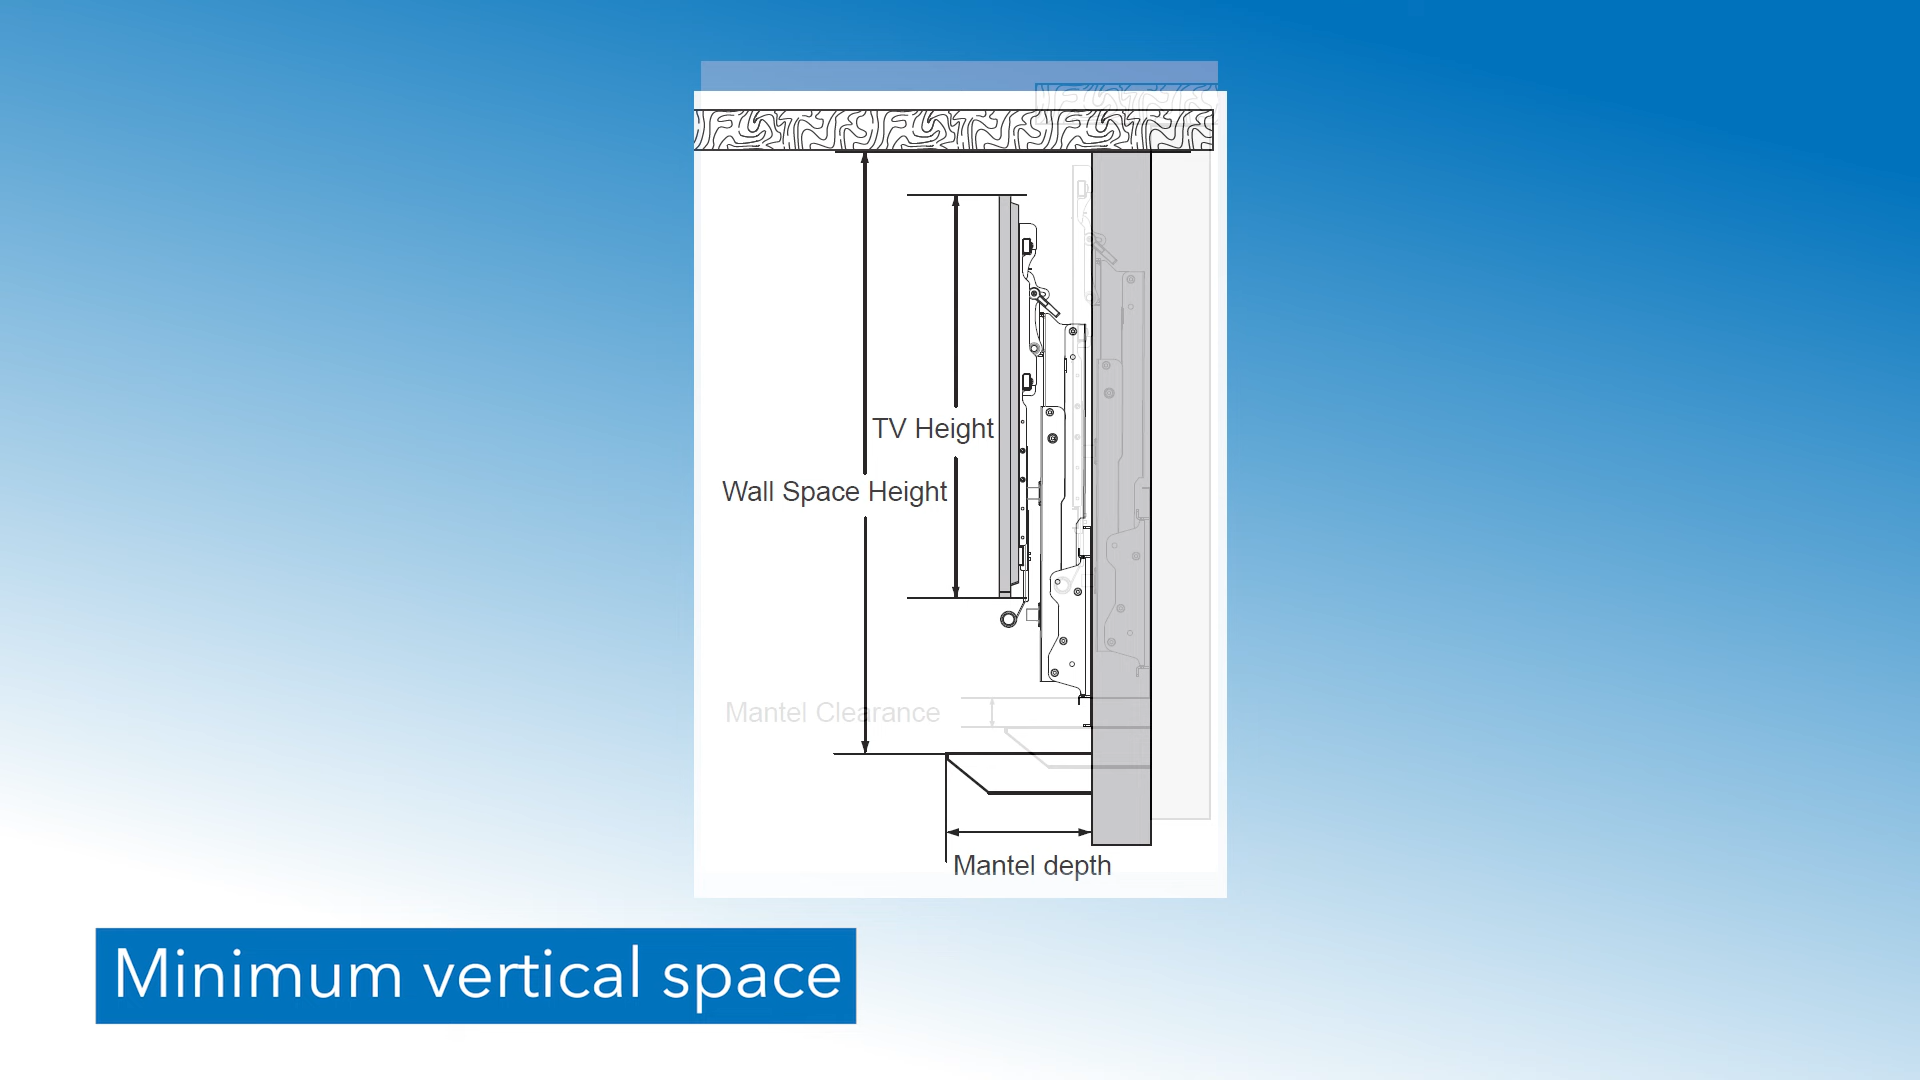 TV Height
Wall Space Height
Mantel Clearance
Mantel depth
Minimum vertical space